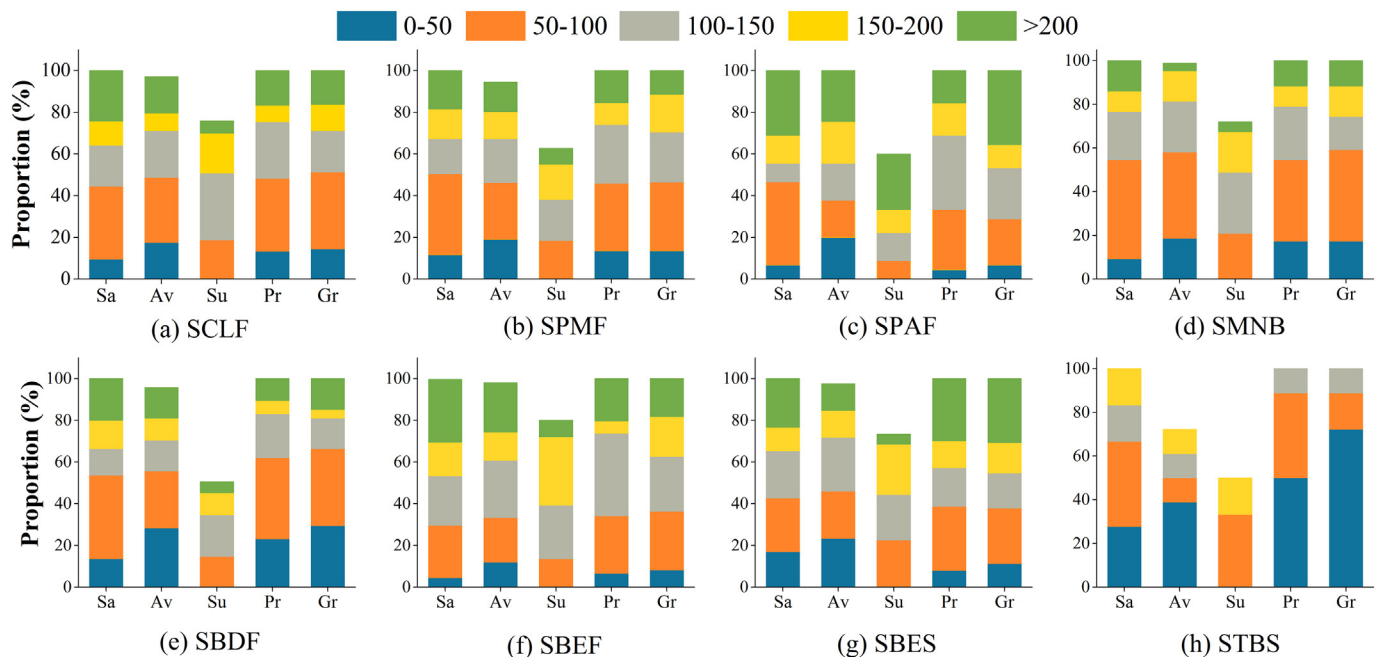 0-50 50-100 100-150 150-200 >200
Proportion (%)
100
80
60
40
20
0
Sa Av Su Pr Gr
(a) SCLF
100
80
60
40
20
0
Sa Av Su Pr Gr
(b) SPMF
100
80
60
40
20
0
Sa Av Su Pr Gr
(c) SPAF
100
80
60
40
20
0
Sa Av Su Pr Gr
(d) SMNB
Proportion (%)
100
80
60
40
20
0
Sa Av Su Pr Gr
(e) SBDF
100
80
60
40
20
0
Sa Av Su Pr Gr
(f) SBEF
100
80
60
40
20
0
Sa Av Su Pr Gr
(g) SBES
100
80
60
40
20
0
Sa Av Su Pr Gr
(h) STBS